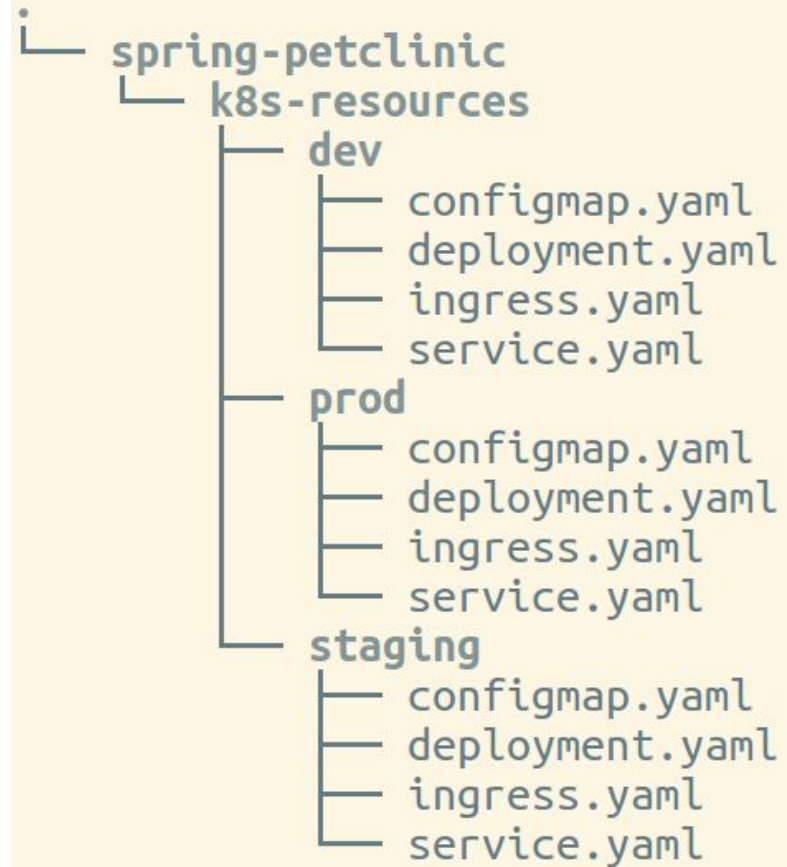 .
└── spring-petclinic
    └── k8s-resources
        ├── dev
        │   ├── configmap.yaml
        │   ├── deployment.yaml
        │   ├── ingress.yaml
        │   └── service.yaml
        ├── prod
        │   ├── configmap.yaml
        │   ├── deployment.yaml
        │   ├── ingress.yaml
        │   └── service.yaml
        └── staging
            ├── configmap.yaml
            ├── deployment.yaml
            ├── ingress.yaml
            └── service.yaml